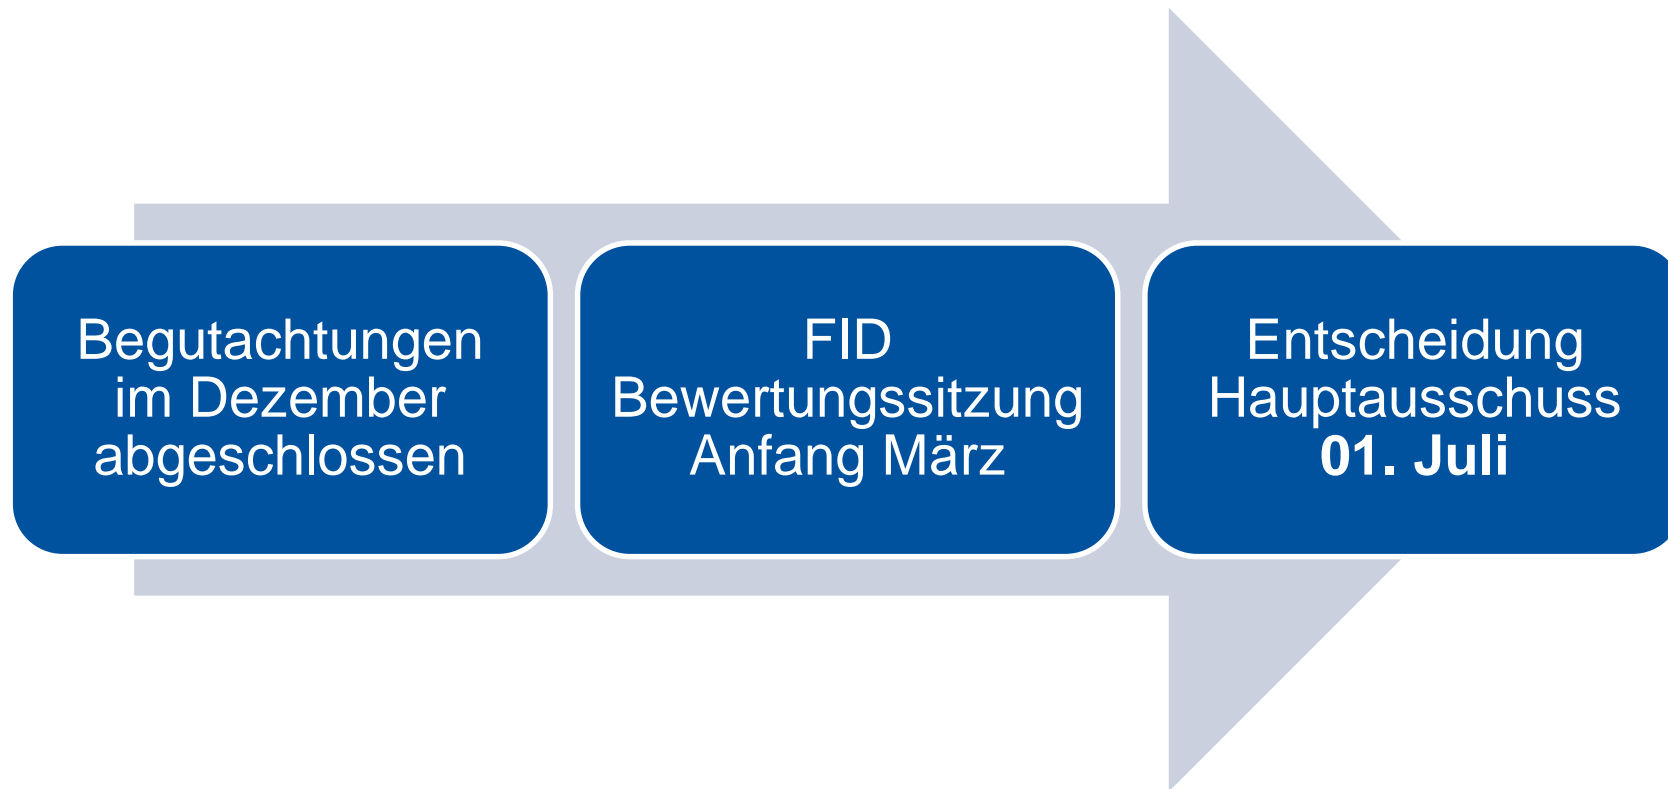 Begutachtungen
im Dezember
abgeschlossen
FID
Bewertungssitzung
Anfang März
Entscheidung
Hauptausschuss
01. Juli